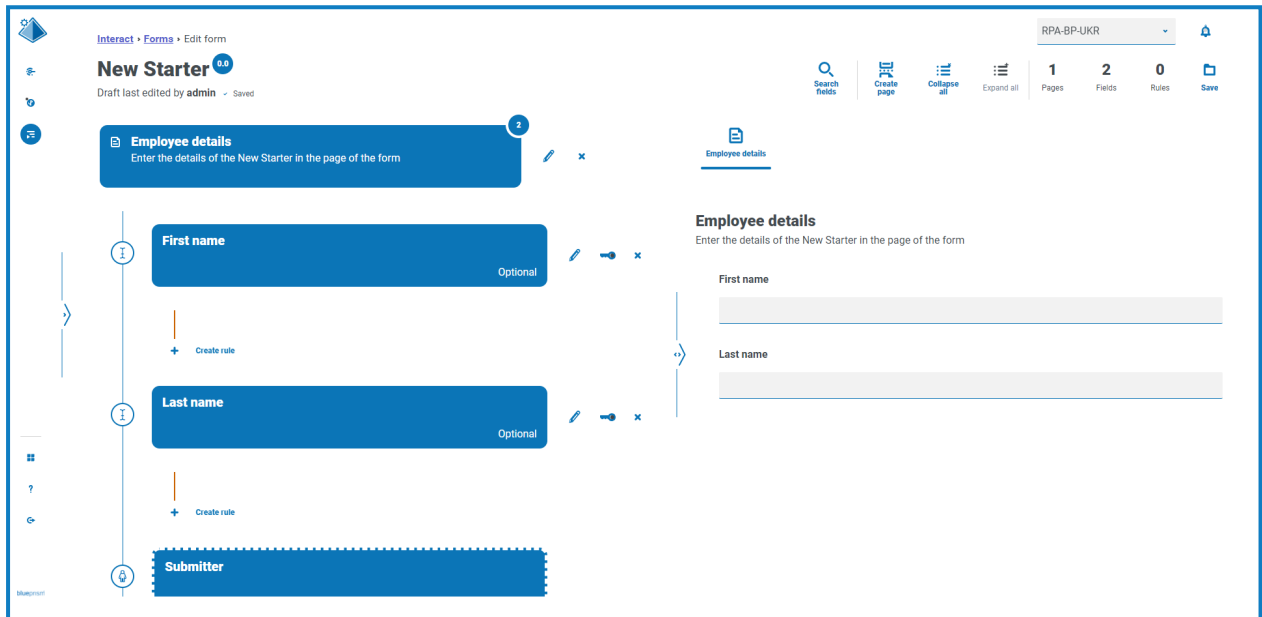 Interact › Forms › Edit form
RPA-BP-UKR
New Starter 0.0
Draft last edited by admin Saved
Search fields
Create page
Collapse all
Expand all
1 Pages
2 Fields
0 Rules
Save
2
Employee details
Enter the details of the New Starter in the page of the form
First name
Optional
Create rule
Last name
Optional
Create rule
Submitter
Employee details
Employee details
Enter the details of the New Starter in the page of the form
First name
Last name
?
blueprism